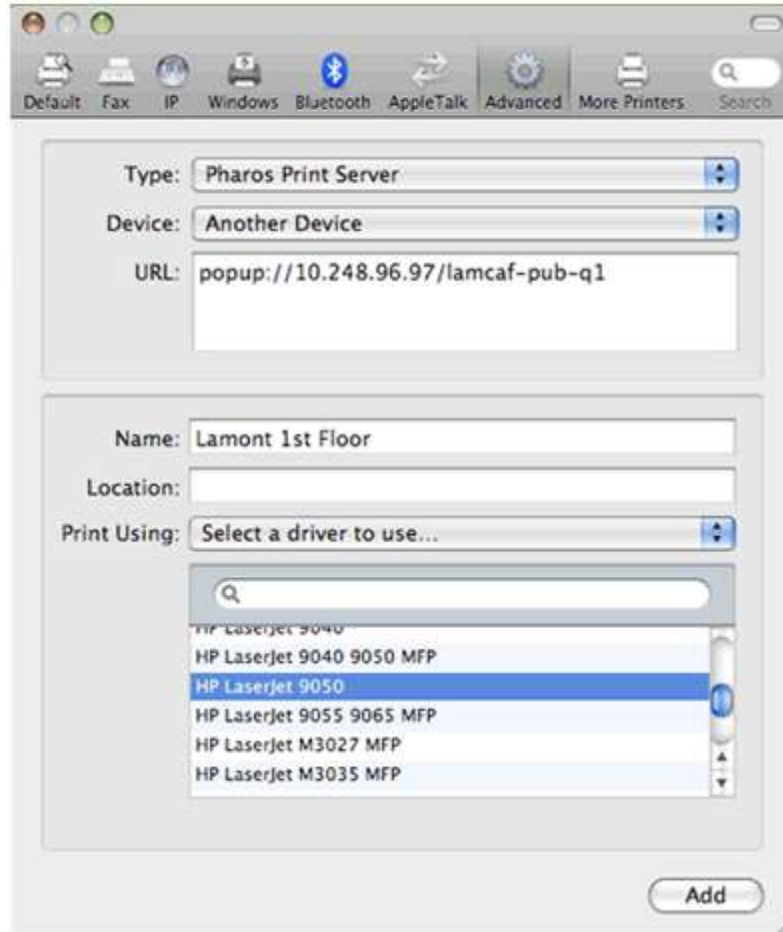 Default Fax IP Windows Bluetooth AppleTalk Advanced More Printers Search
Type: Pharos Print Server
Device: Another Device
URL: popup://10.248.96.97/lamcaf-pub-q1
Name: Lamont 1st Floor
Location:
Print Using: Select a driver to use...
HP LaserJet 9040
HP LaserJet 9040 9050 MFP
HP LaserJet 9050
HP LaserJet 9055 9065 MFP
HP LaserJet M3027 MFP
HP LaserJet M3035 MFP
Add